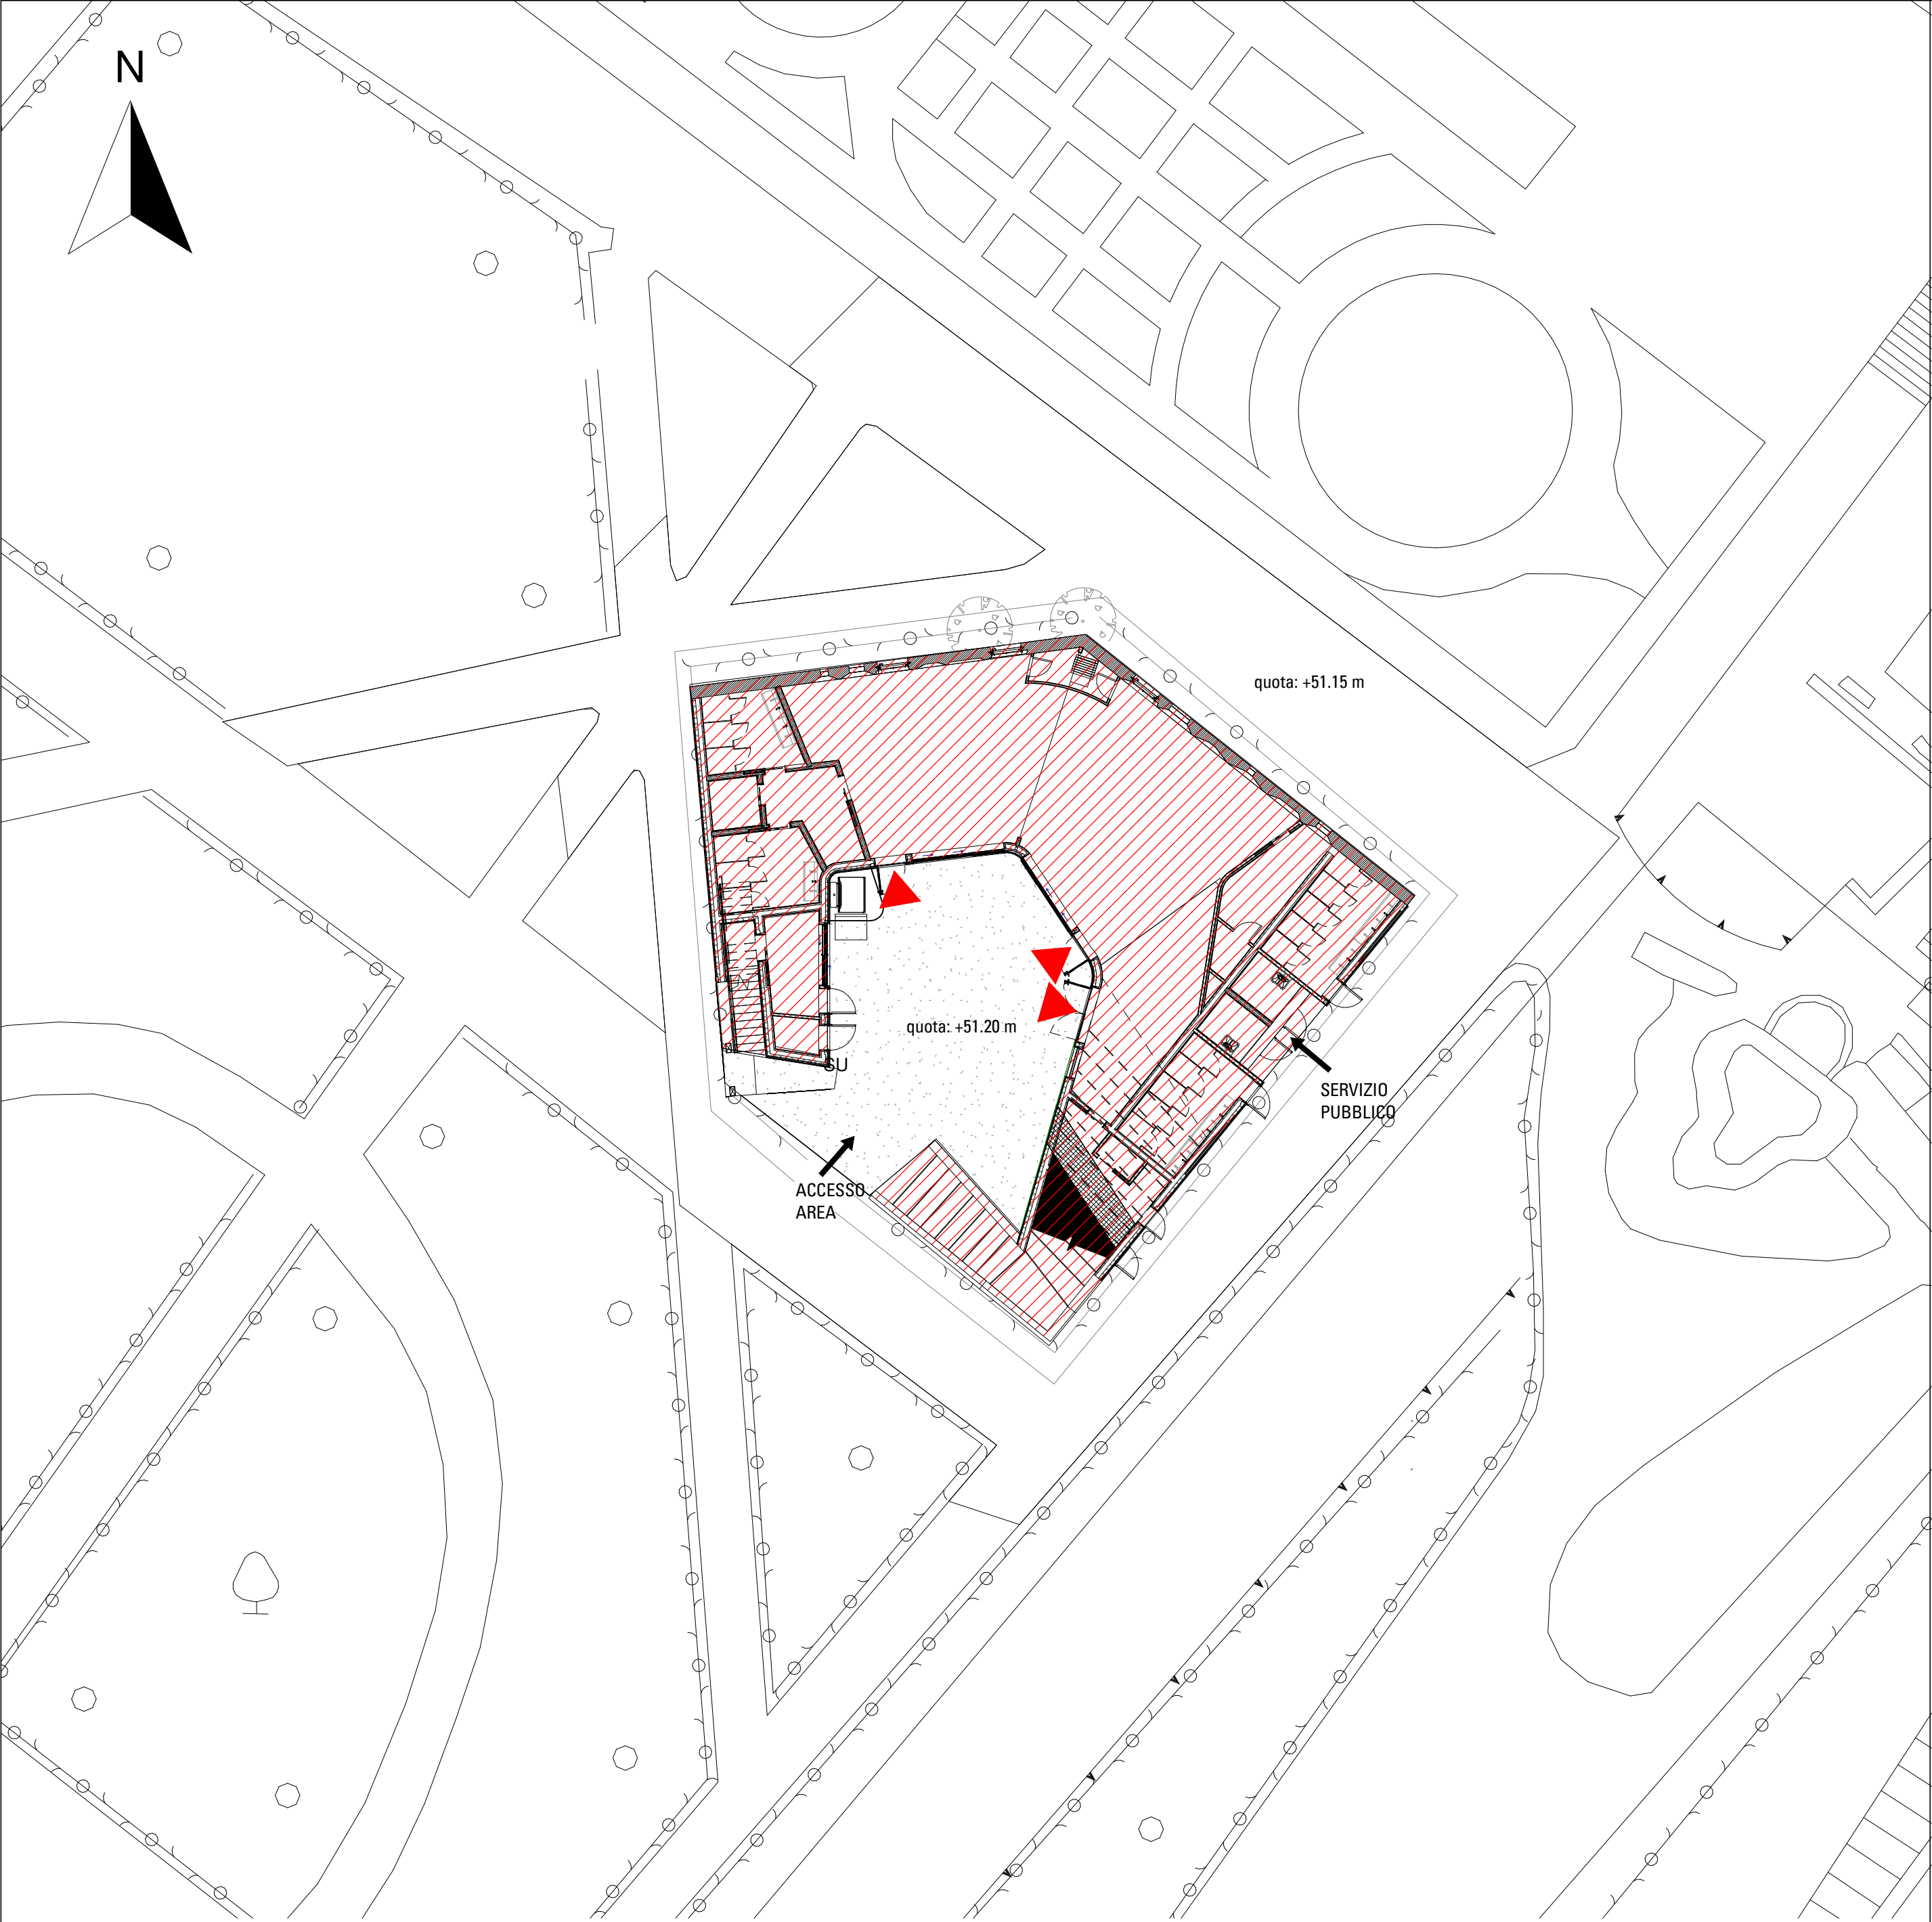 N
quota: +51.15 m
quota: +51.20 m
SU
SERVIZIO
PUBBLICO
ACCESSO
AREA